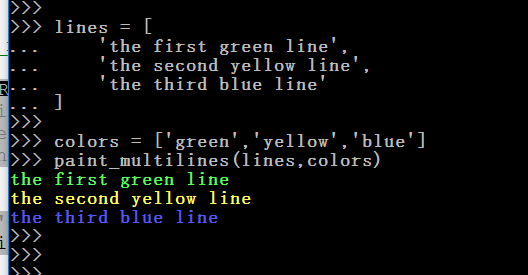 >>>
>>> lines = [
...     'the first green line',
...     'the second yellow line',
...     'the third blue line'
... ]
>>>
>>> colors = ['green','yellow','blue']
>>> paint_multilines(lines,colors)
the first green line
the second yellow line
the third blue line
>>>
>>>
>>>